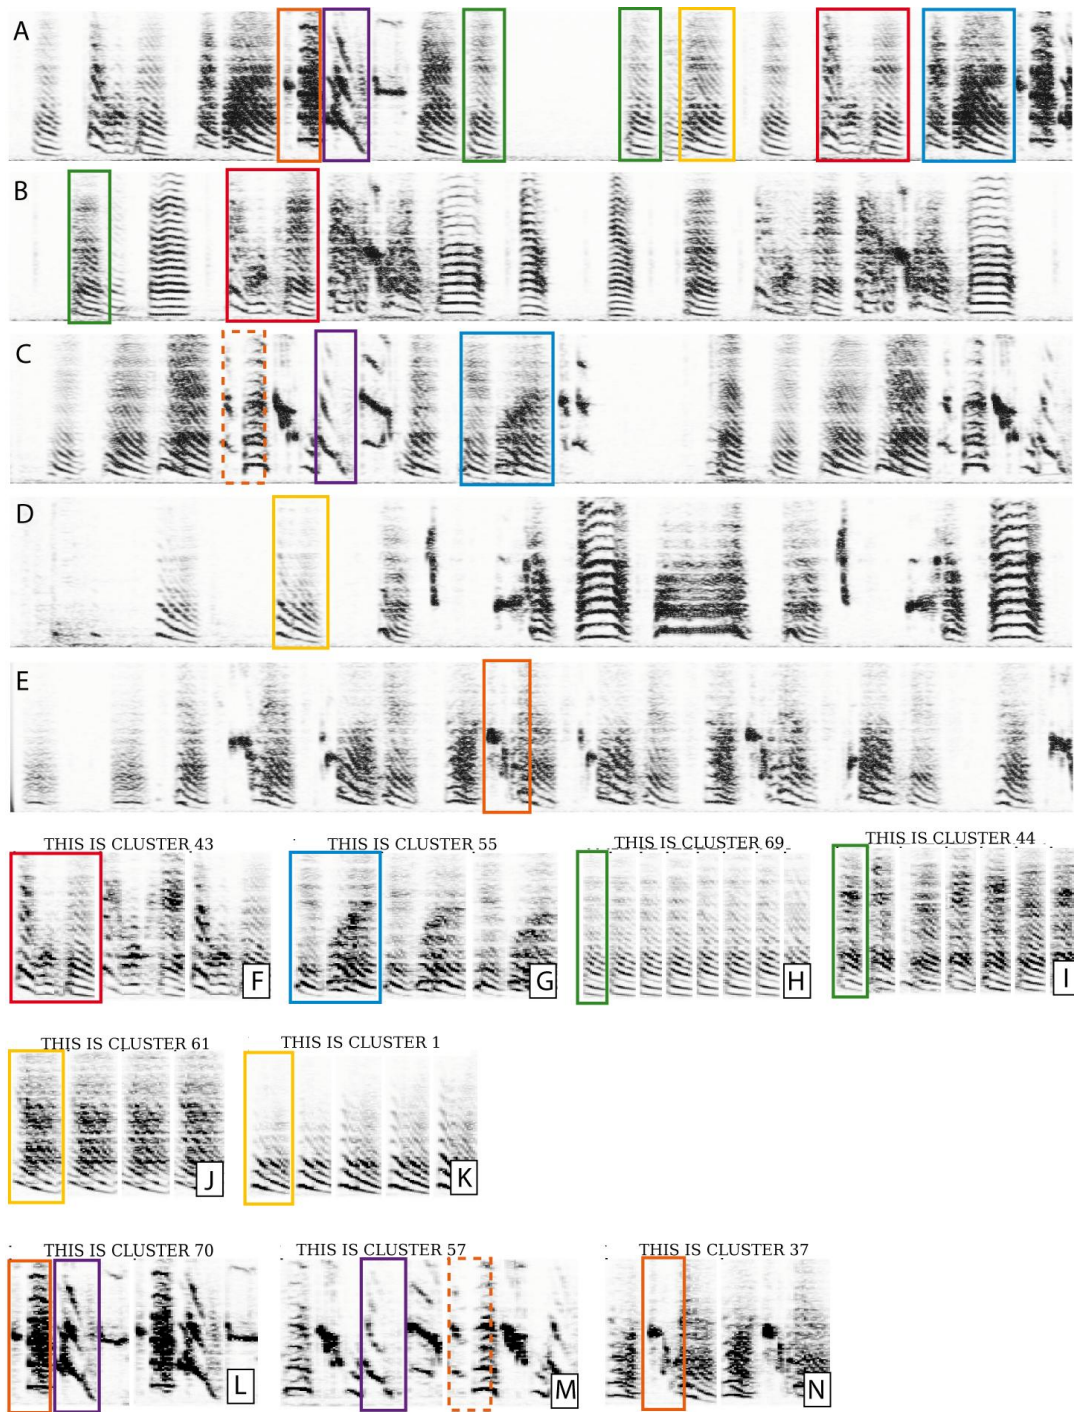 A
B
C
D
E
THIS IS CLUSTER 43
THIS IS CLUSTER 55
THIS IS CLUSTER 69
THIS IS CLUSTER 44
F
G
H
I
THIS IS CLUSTER 61
THIS IS CLUSTER 1
J
K
THIS IS CLUSTER 70
THIS IS CLUSTER 57
THIS IS CLUSTER 37
L
M
N